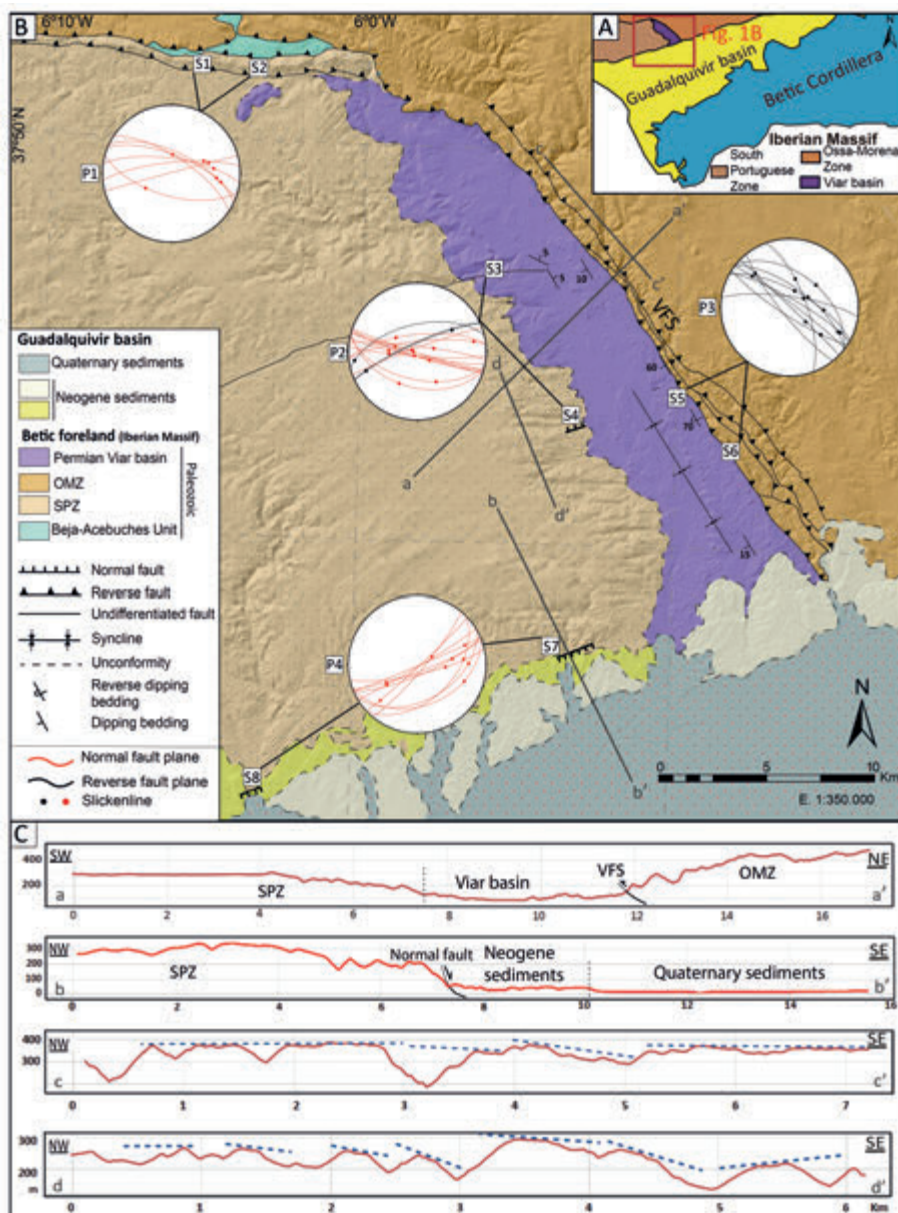 B
6º10'W
6º0'W
37º50'N
A
Fig. 1B
N
Guadalquivir basin
Betic Cordillera
Iberian Massif
South Portuguese Zone
Ossa-Morena Zone
Viar basin
S1
S2
P1
c
a'
S3
c'
VFS
P3
P2
5
10
d
60
S4
S5
70
S6
a
d'
b
15
S7
P4
S8
b'
N
0
5
10
Km
E. 1:350.000
Guadalquivir basin
Quaternary sediments
Neogene sediments
Betic foreland (Iberian Massif)
Permian Viar basin
OMZ
SPZ
Beja-Acebuches Unit
Paleozoic
Normal fault
Reverse fault
Undifferentiated fault
Syncline
Unconformity
Reverse dipping
bedding
Dipping bedding
Normal fault plane
Reverse fault plane
Slickenline
C
SW
NE
400
200
SPZ
Viar basin
VFS
OMZ
a
a'
0 2 4 6 8 10 12 14 16
NW
SE
300
200
100
0
SPZ
Normal fault
Neogene
sediments
Quaternary sediments
b
b'
0 2 4 6 8 10 12 14 16
NW
SE
400
300
c
c'
0 1 2 3 4 5 6 7
NW
SE
300
200
m
d
d'
0 1 2 3 4 5 6 Km